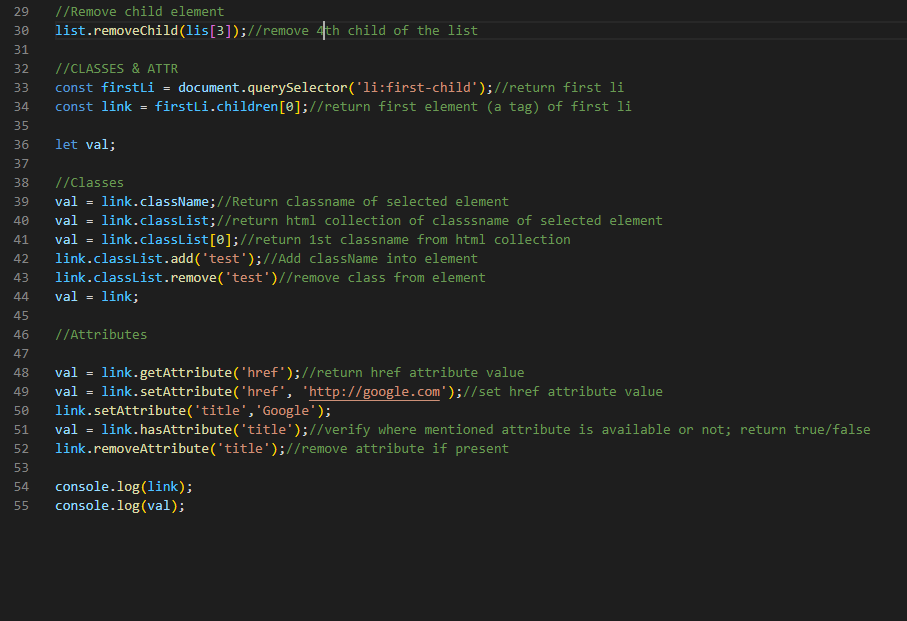 29 //Remove child element
30 list.removeChild(lis[3]);//remove 4th child of the list
31
32 //CLASSES & ATTR
33 const firstLi = document.querySelector('li:first-child');//return first li
34 const link = firstLi.children[0];//return first element (a tag) of first li
35
36 let val;
37
38 //Classes
39 val = link.className;//Return classname of selected element
40 val = link.classList;//return html collection of classsname of selected element
41 val = link.classList[0];//return 1st classname from html collection
42 link.classList.add('test');//Add className into element
43 link.classList.remove('test')//remove class from element
44 val = link;
45
46 //Attributes
47
48 val = link.getAttribute('href');//return href attribute value
49 val = link.setAttribute('href', 'http://google.com');//set href attribute value
50 link.setAttribute('title','Google');
51 val = link.hasAttribute('title');//verify where mentioned attribute is available or not; return true/false
52 link.removeAttribute('title');//remove attribute if present
53
54 console.log(link);
55 console.log(val);